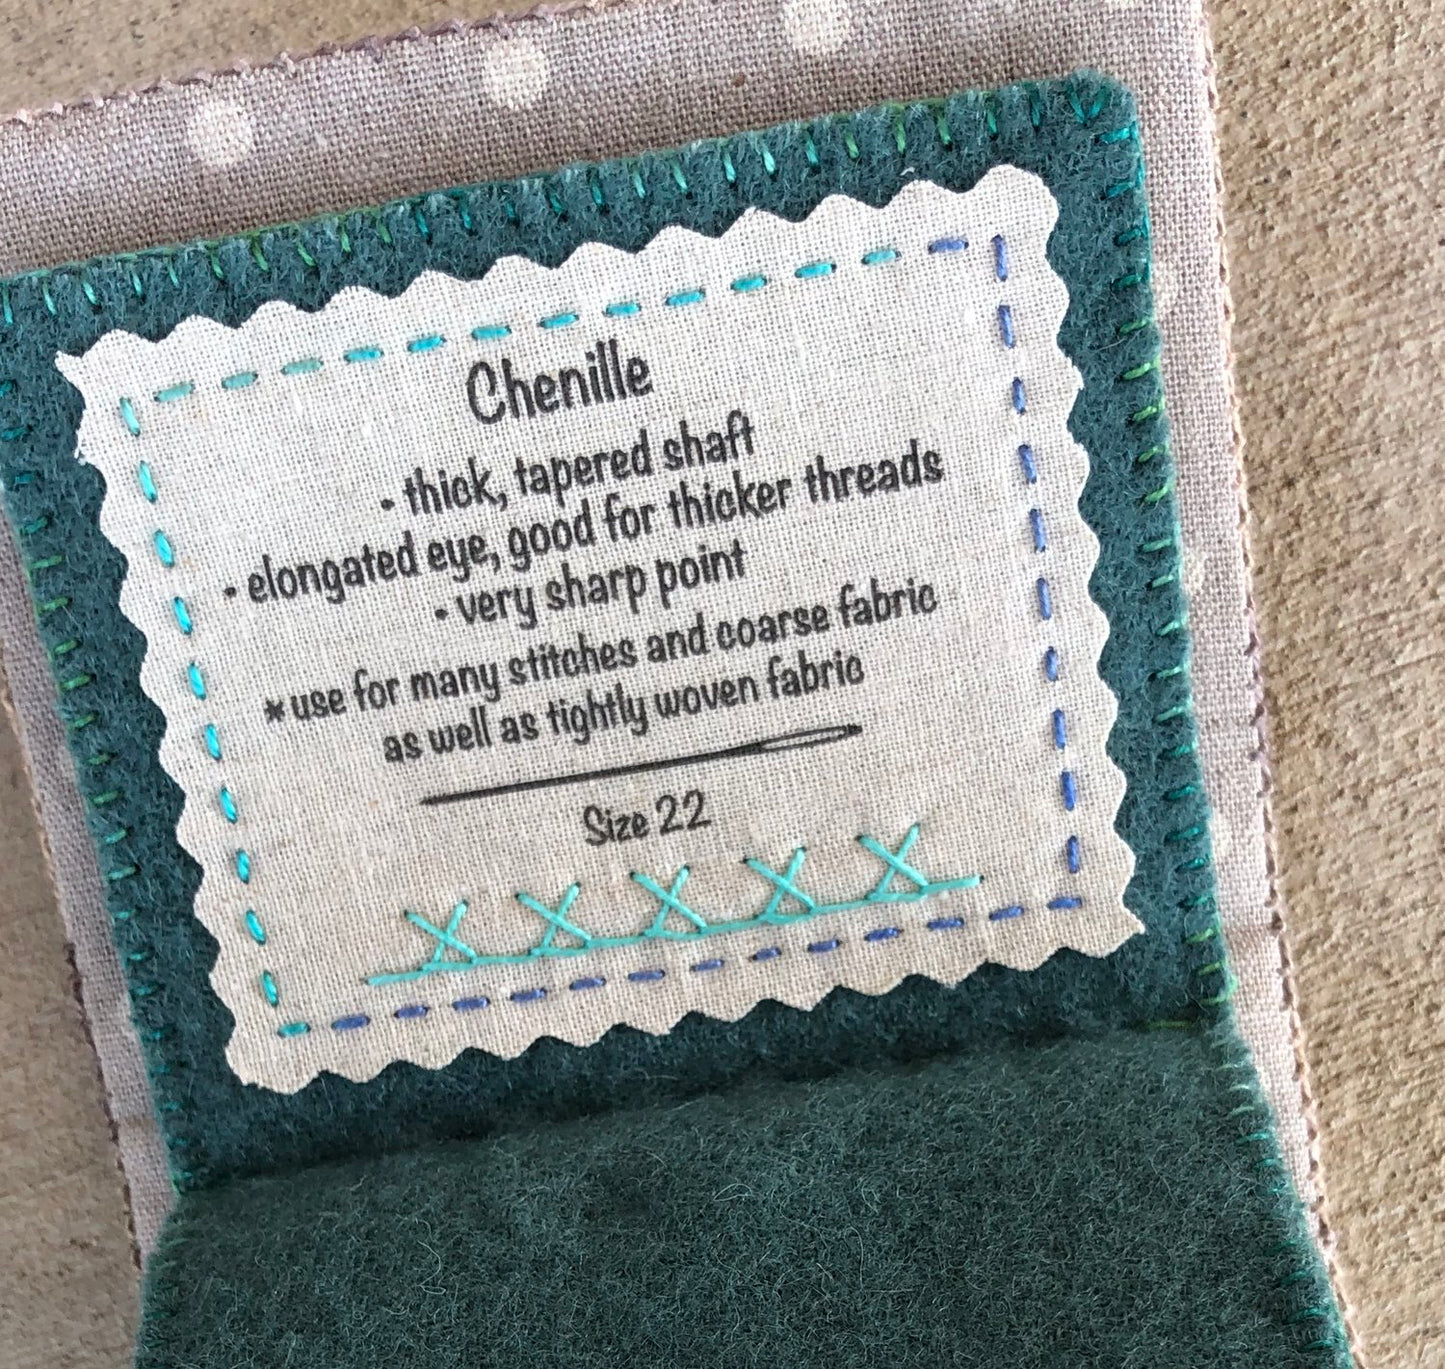 Chenille
• thick, tapered shaft
• elongated eye, good for thicker threads
• very sharp point
* use for many stitches and coarse fabric
as well as tightly woven fabric
Size 22